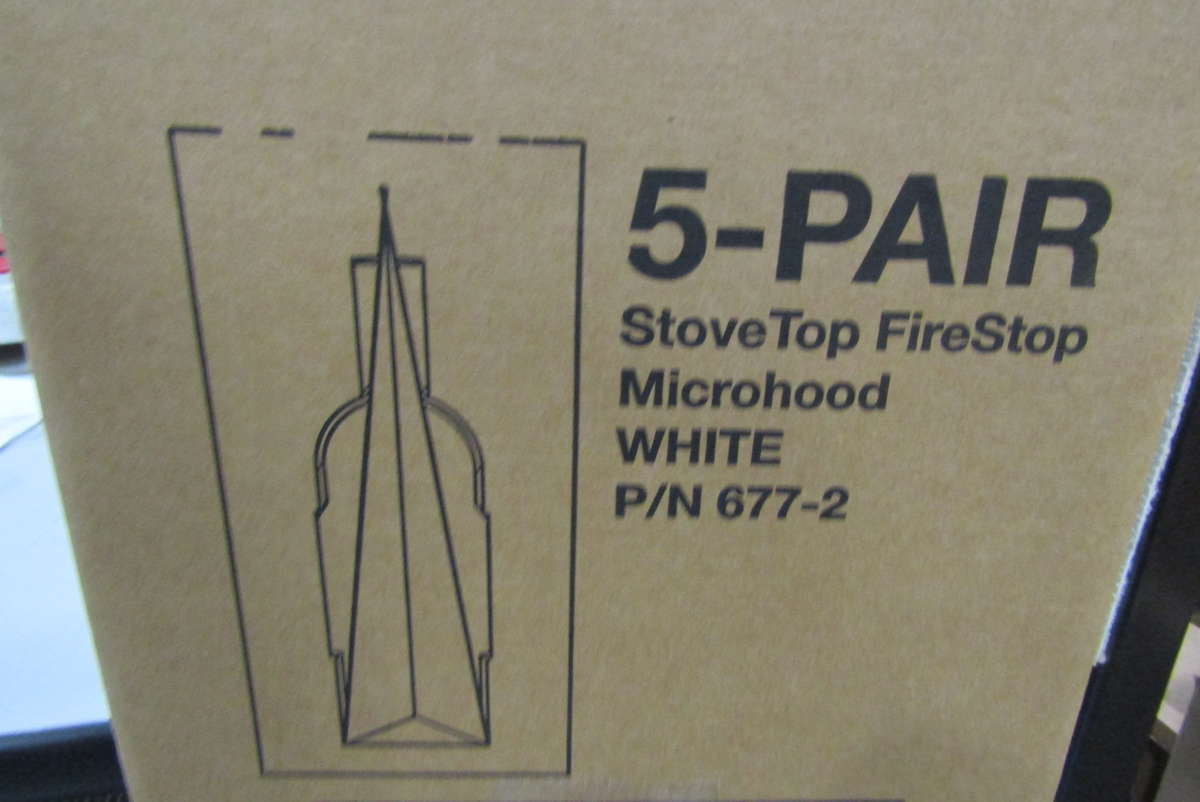 5-PAIR
StoveTop FireStop
Microhood
WHITE
P/N 677-2